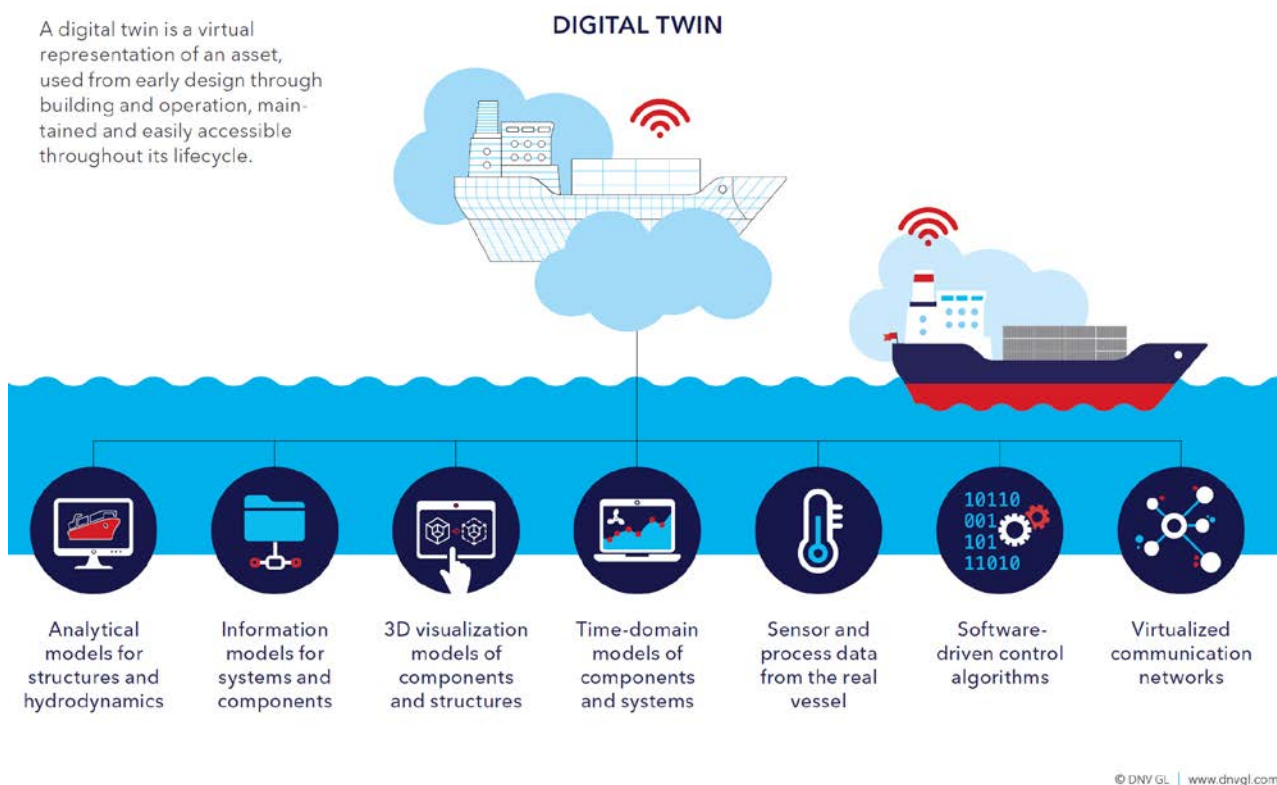 A digital twin is a virtual
representation of an asset,
used from early design through
building and operation, main-
tained and easily accessible
throughout its lifecycle.
DIGITAL TWIN
10110
001
101
11010
Analytical
models for
structures and
hydrodynamics
Information
models for
systems and
components
3D visualization
models of
components
and structures
Time-domain
models of
components
and systems
Sensor and
process data
from the real
vessel
Software-
driven control
algorithms
Virtualized
communication
networks
© DNV GL | www.dnvgl.com